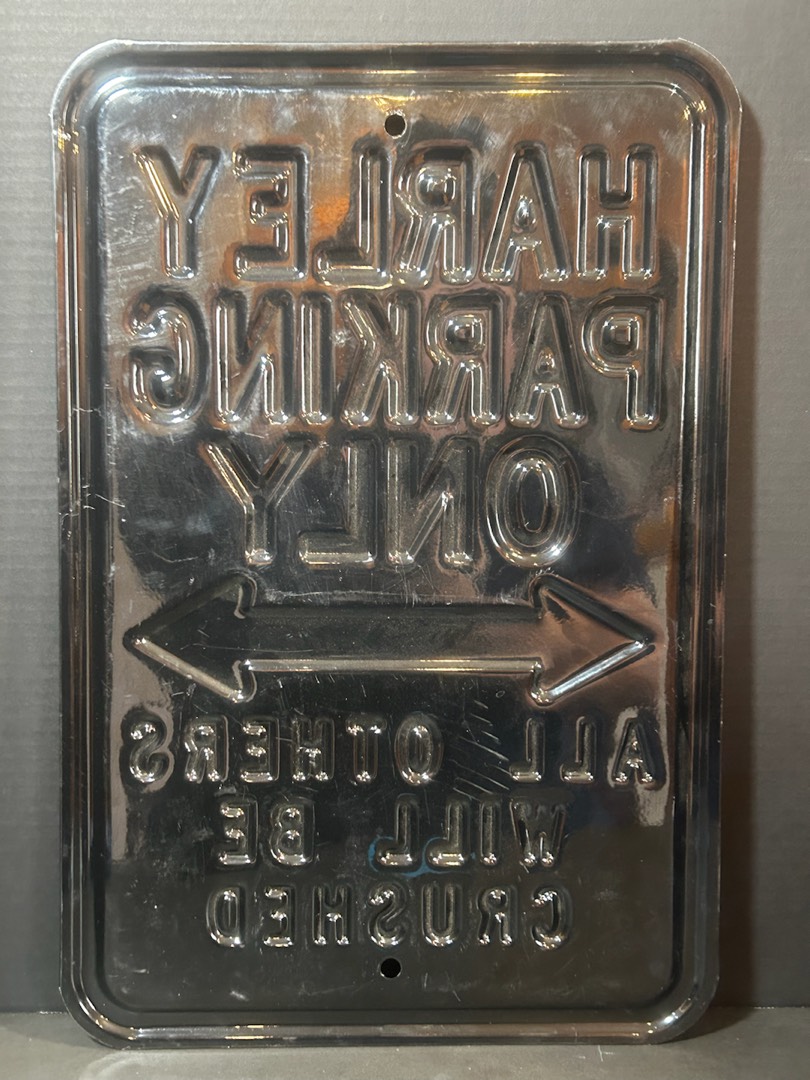 HARLEY
PARKING
ONLY
ALL OTHERS
WILL BE
CRUSHED